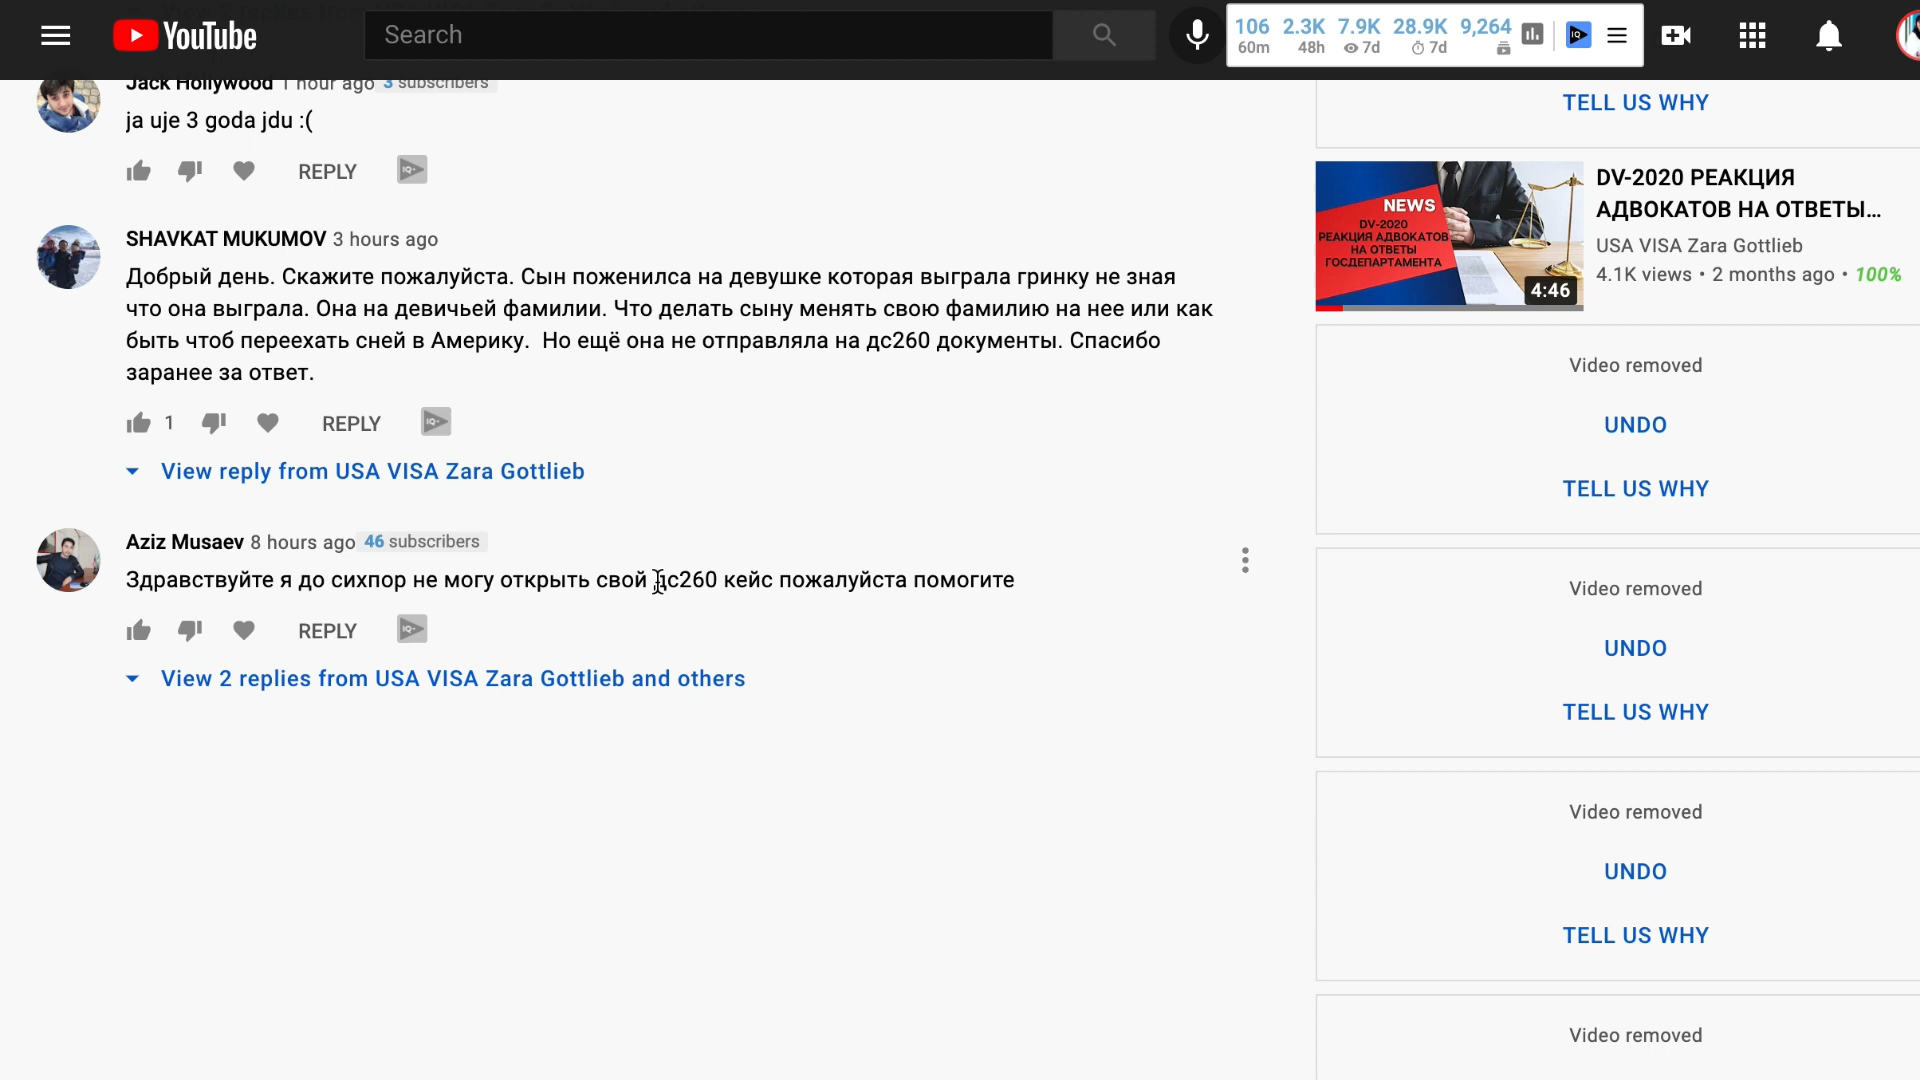 YouTube
Search
106 2.3K 7.9K 28.9K 9,264
60m 48h 7d 7d
Jack Hollywood 1 hour ago 3 subscribers
ja uje 3 goda jdu :(
REPLY
SHAVKAT MUKUMOV 3 hours ago
Добрый день. Скажите пожалуйста. Сын поженилса на девушке которая выграла гринку не зная
что она выграла. Она на девичьей фамилии. Что делать сыну менять свою фамилию на нее или как
быть чтоб переехать сней в Америку. Но ещё она не отправляла на дс260 документы. Спасибо
заранее за ответ.
1 REPLY
View reply from USA VISA Zara Gottlieb
Aziz Musaev 8 hours ago 46 subscribers
Здравствуйте я до сихпор не могу открыть свой дс260 кейс пожалуйста помогите
REPLY
View 2 replies from USA VISA Zara Gottlieb and others
TELL US WHY
NEWS
DV-2020
РЕАКЦИЯ АДВОКАТОВ
НА ОТВЕТЫ
ГОСДЕПАРТАМЕНТА
4:46
DV-2020 РЕАКЦИЯ
АДВОКАТОВ НА ОТВЕТЫ...
USA VISA Zara Gottlieb
4.1K views • 2 months ago • 100%
Video removed
UNDO
TELL US WHY
Video removed
UNDO
TELL US WHY
Video removed
UNDO
TELL US WHY
Video removed